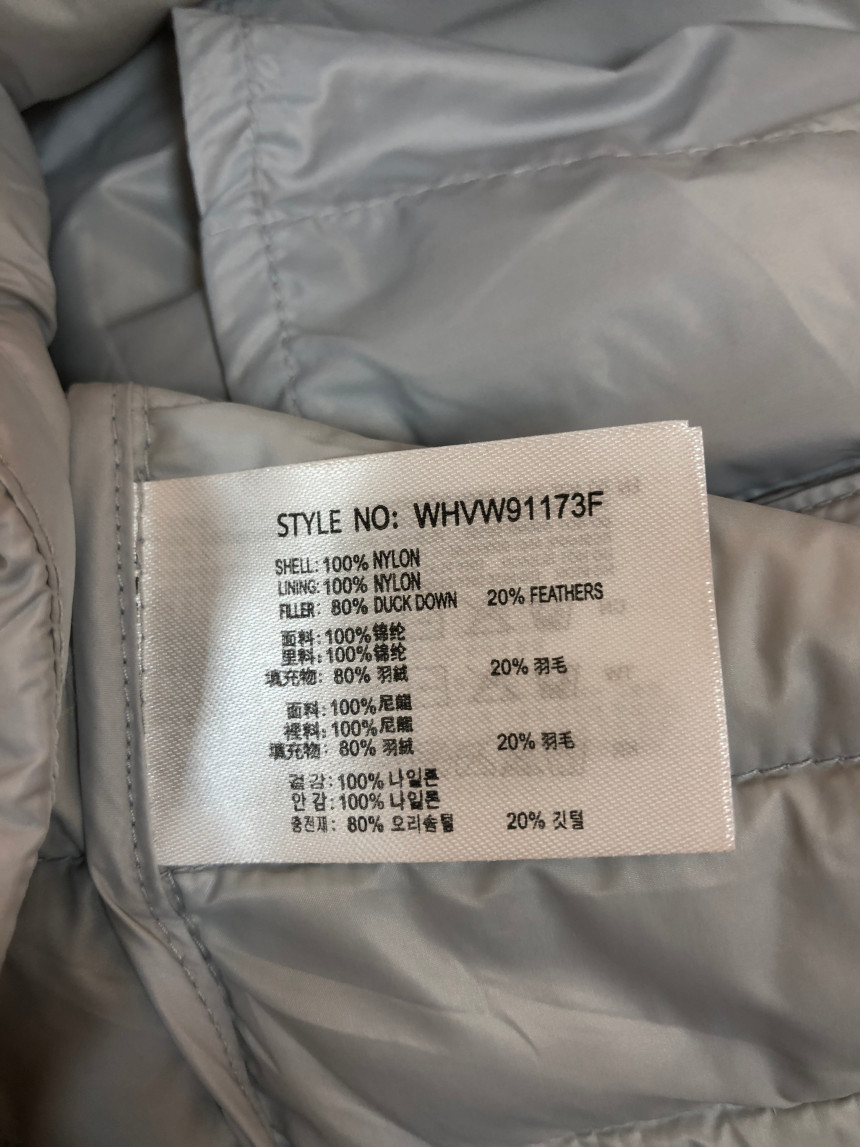 STYLE NO: WHVW91173F
SHELL: 100% NYLON
LINING: 100% NYLON
FILLER: 80% DUCK DOWN 20% FEATHERS
面料: 100%锦纶
里料: 100%锦纶
填充物: 80% 羽絨 20% 羽毛
面料: 100%尼龍
裡料: 100%尼龍
填充物: 80% 羽絨 20% 羽毛
겉감: 100% 나일론
안감: 100% 나일론
충전재: 80% 오리솜털 20% 깃털